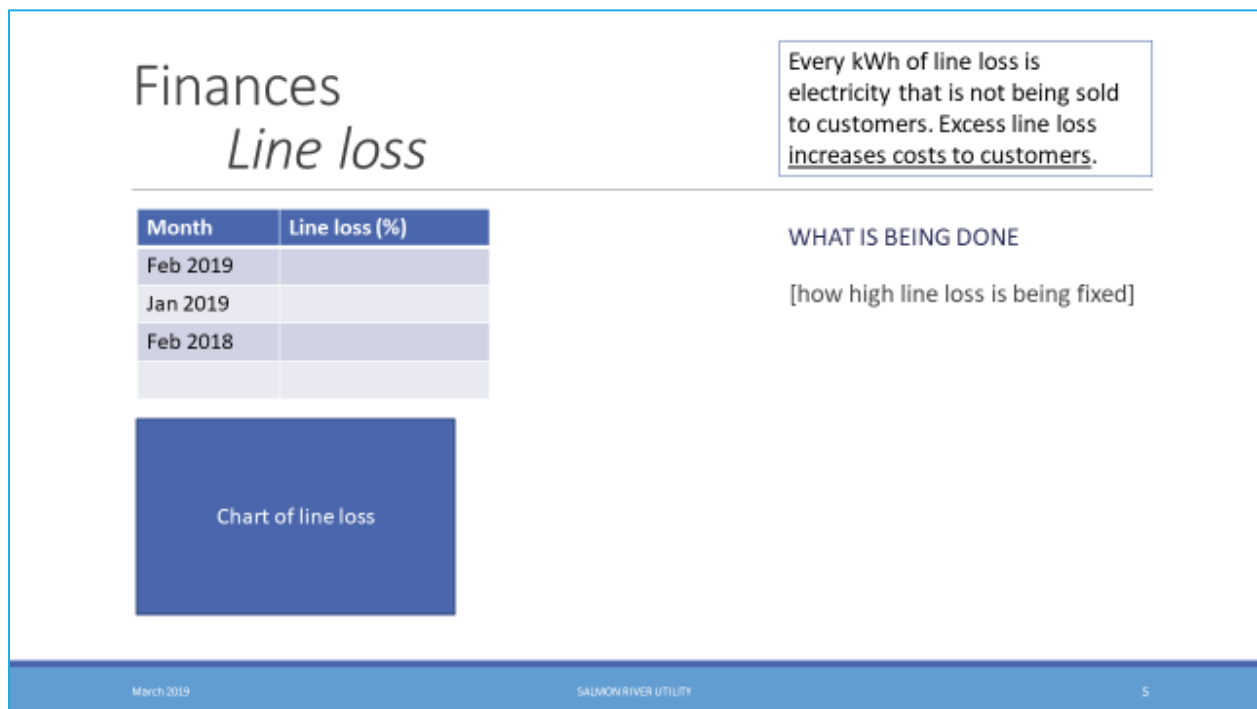 Finances
Line loss
Every kWh of line loss is
electricity that is not being sold
to customers. Excess line loss
increases costs to customers.
Month Line loss (%)
Feb 2019
Jan 2019
Feb 2018
Chart of line loss
WHAT IS BEING DONE
[how high line loss is being fixed]
March 2019 SALMON RIVER UTILITY 5